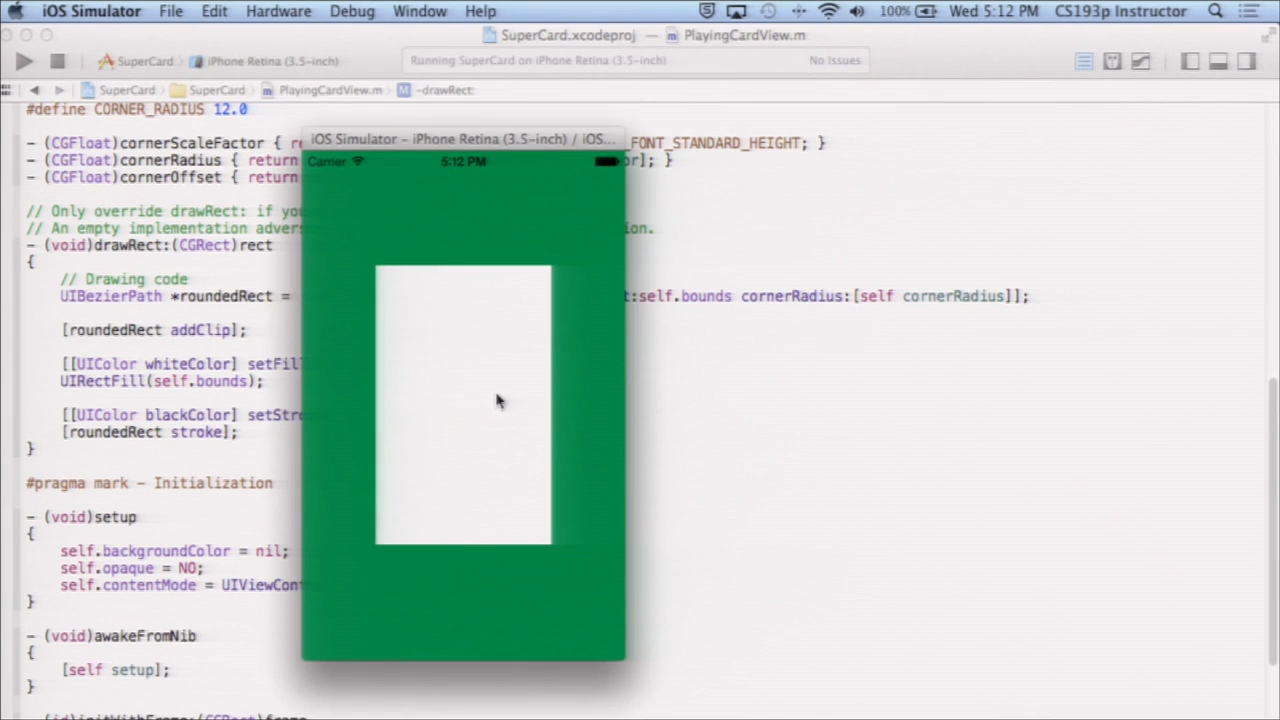 iOS Simulator File Edit Hardware Debug Window Help 100% Wed 5:12 PM CS193p Instructor
SuperCard.xcodeproj — PlayingCardView.m
SuperCard iPhone Retina (3.5-inch) Running SuperCard on iPhone Retina (3.5-inch) No Issues
SuperCard SuperCard PlayingCardView.m M -drawRect:
#define CORNER_RADIUS 12.0
iOS Simulator - iPhone Retina (3.5-inch) / iOS...
Carrier 5:12 PM
- (CGFloat)cornerScaleFactor { re _FONT_STANDARD_HEIGHT; }
- (CGFloat)cornerRadius { return or]; }
- (CGFloat)cornerOffset { return
// Only override drawRect: if you
// An empty implementation advers ion.
- (void)drawRect:(CGRect)rect
{
// Drawing code
UIBezierPath *roundedRect = t:self.bounds cornerRadius:[self cornerRadius]];
[roundedRect addClip];
[[UIColor whiteColor] setFill
UIRectFill(self.bounds);
[[UIColor blackColor] setStro
[roundedRect stroke];
}
#pragma mark - Initialization
- (void)setup
{
self.backgroundColor = nil;
self.opaque = NO;
self.contentMode = UIViewCont
}
- (void)awakeFromNib
{
[self setup];
}
(id)initWithFrame:(CGRect)frame